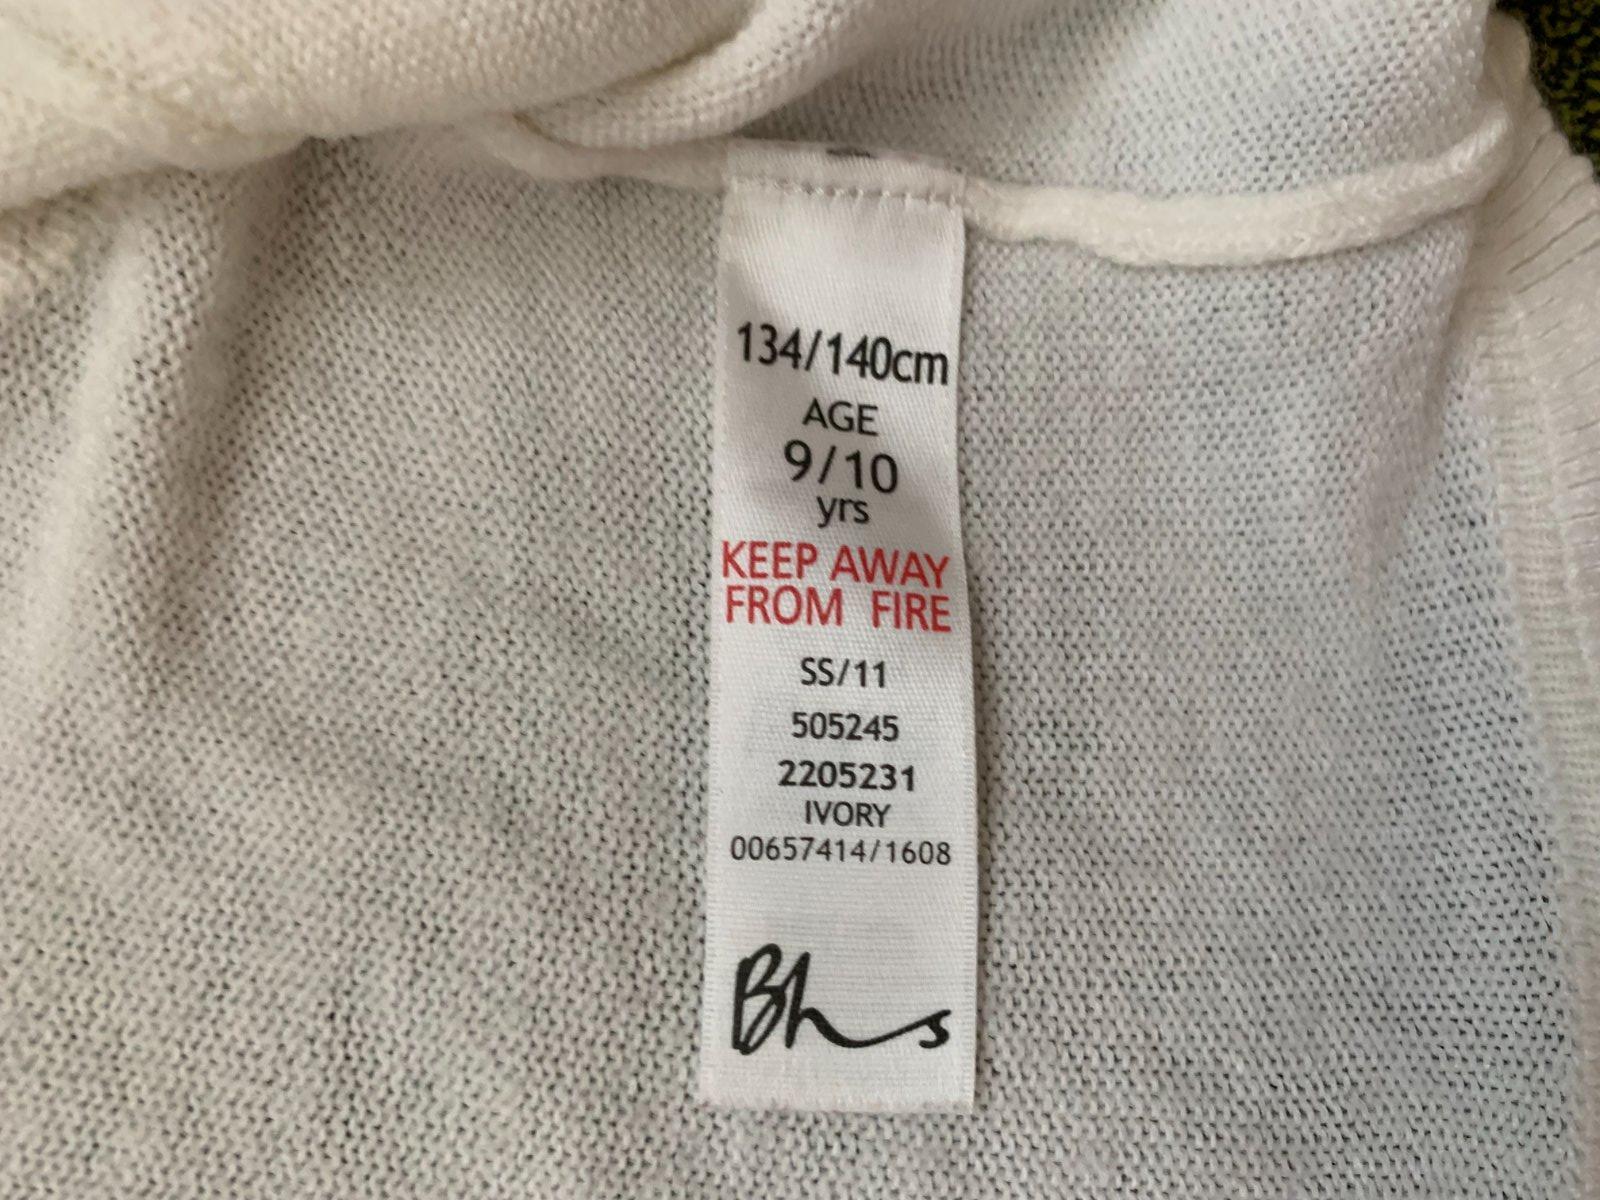 134/140cm
AGE
9/10
yrs
KEEP AWAY
FROM FIRE
SS/11
505245
2205231
IVORY
00657414/1608
Bhs